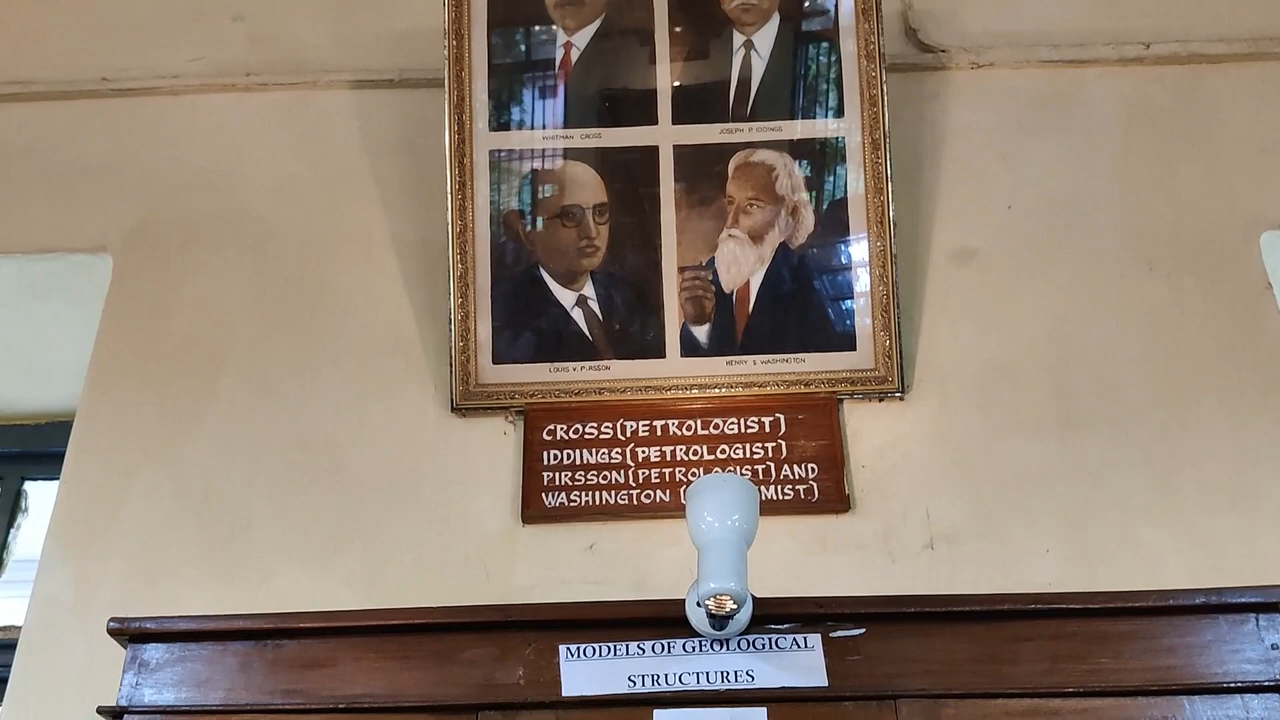 WHITMAN CROSS
JOSEPH P. IDDINGS
LOUIS V. PIRSSON
HENRY S. WASHINGTON
CROSS (PETROLOGIST)
IDDINGS (PETROLOGIST)
PIRSSON (PETROLOGIST) AND
WASHINGTON
MODELS OF GEOLOGICAL
STRUCTURES